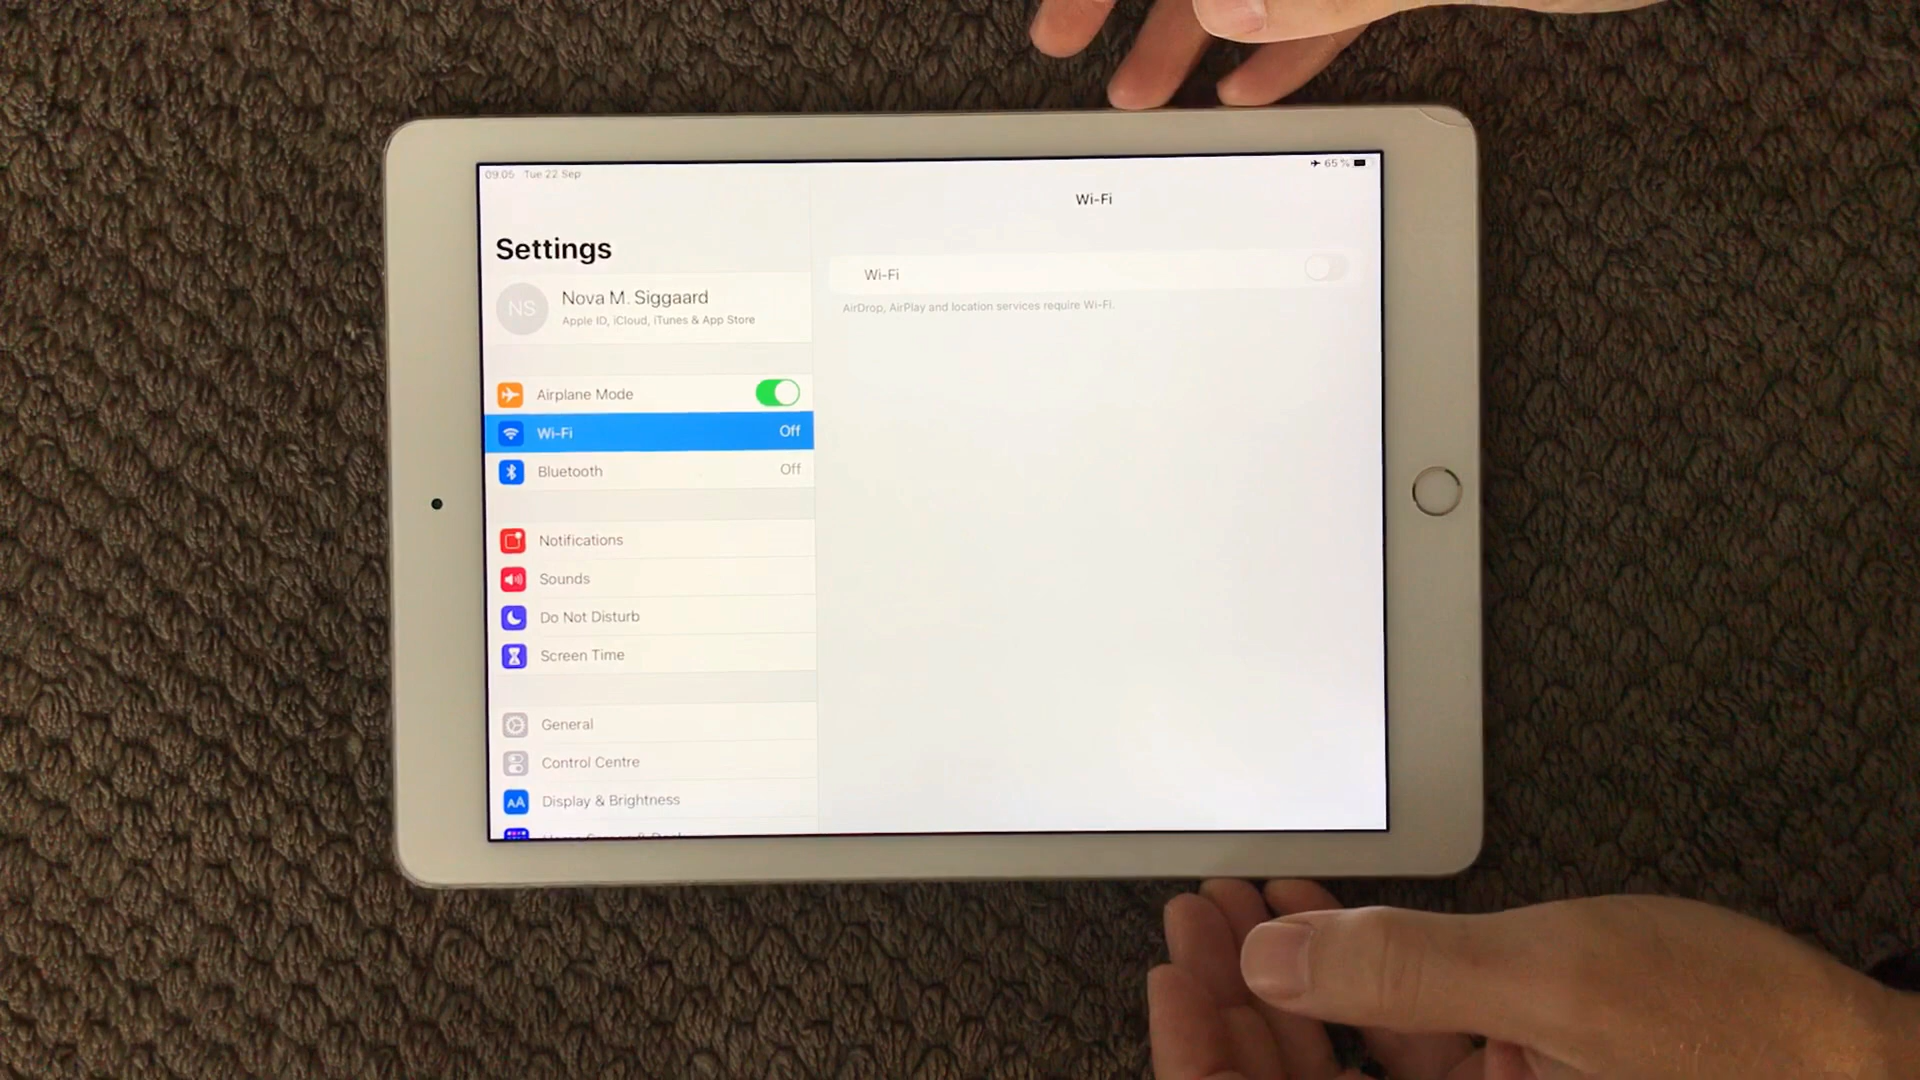 09.05 Tue 22 Sep
65 %
Settings
NS
Nova M. Siggaard
Apple ID, iCloud, iTunes & App Store
Airplane Mode
Wi-Fi Off
Bluetooth Off
Notifications
Sounds
Do Not Disturb
Screen Time
General
Control Centre
AA Display & Brightness
Wi-Fi
Wi-Fi
AirDrop, AirPlay and location services require Wi-Fi.